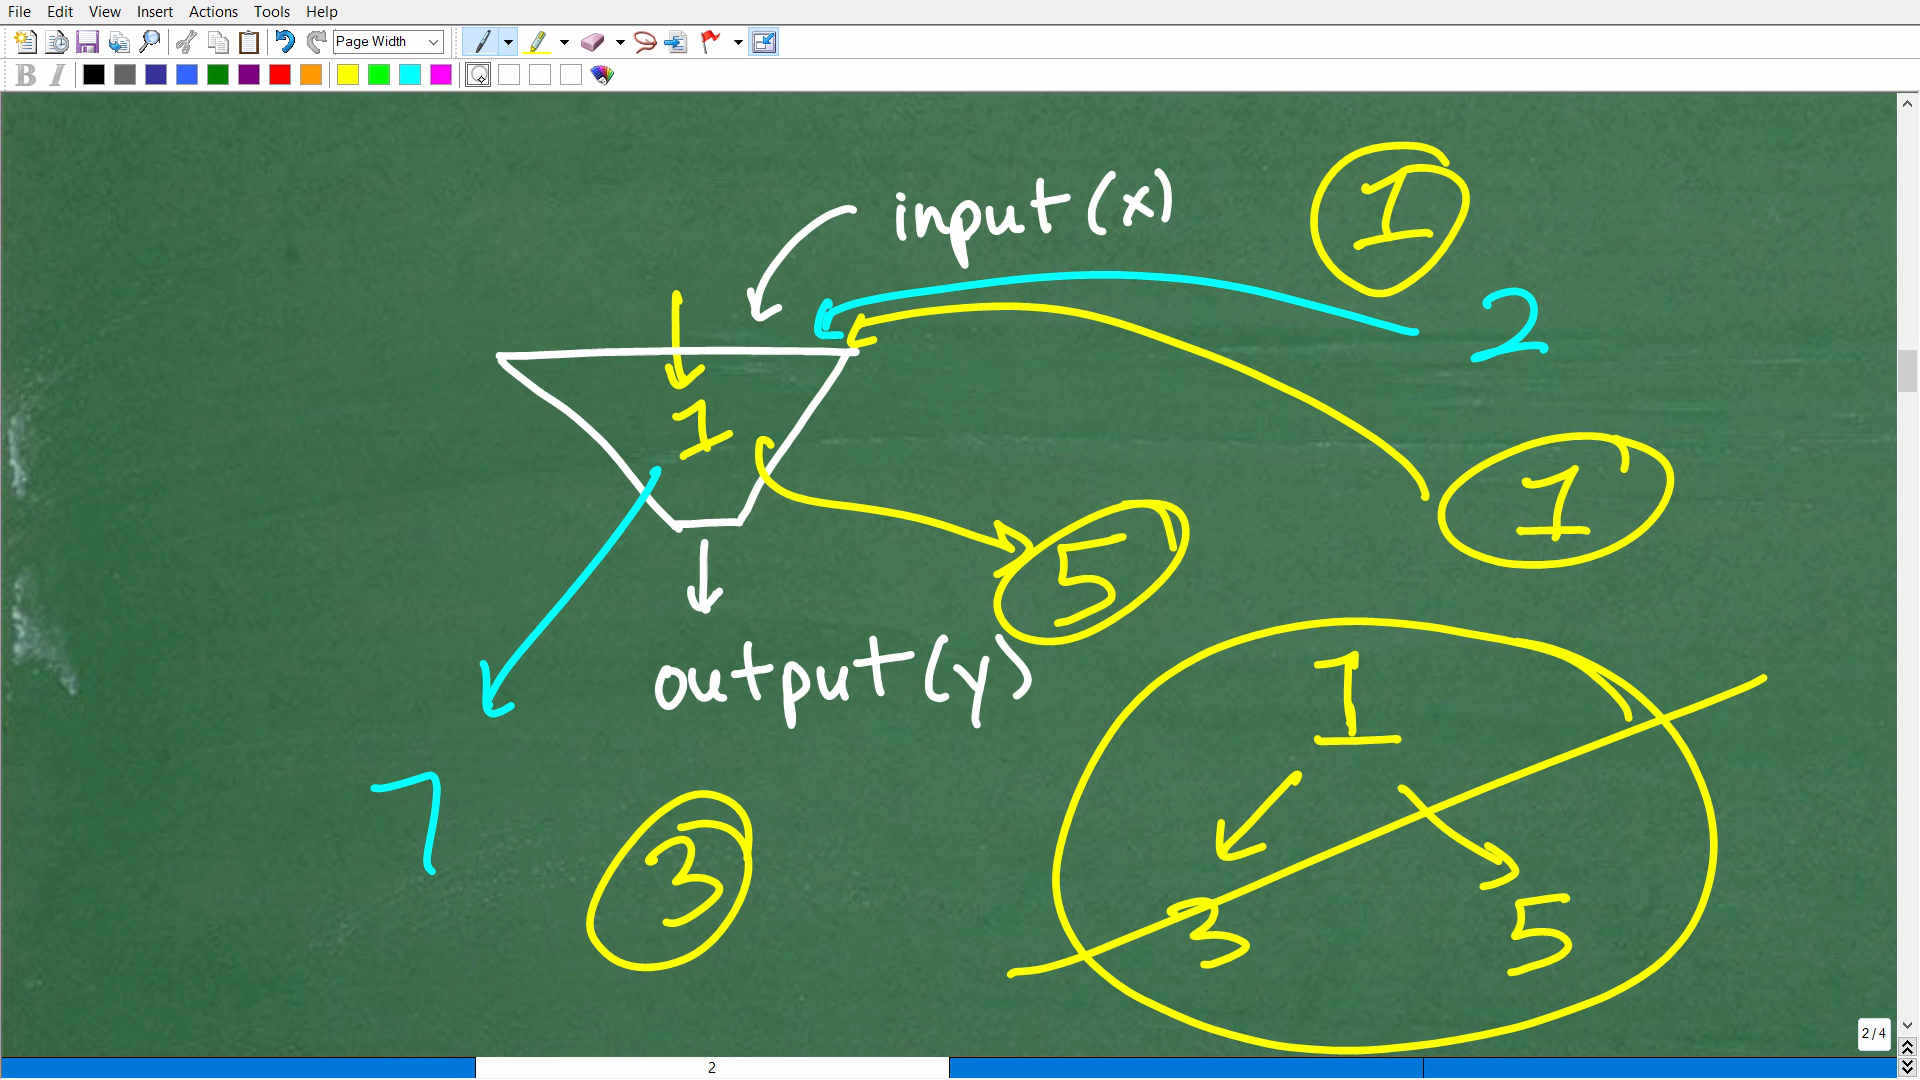 File Edit View Insert Actions Tools Help
Page Width
B I
input (x)
1
2
1
1
5
output (y)
1
7
3
3 5
2 / 4
2